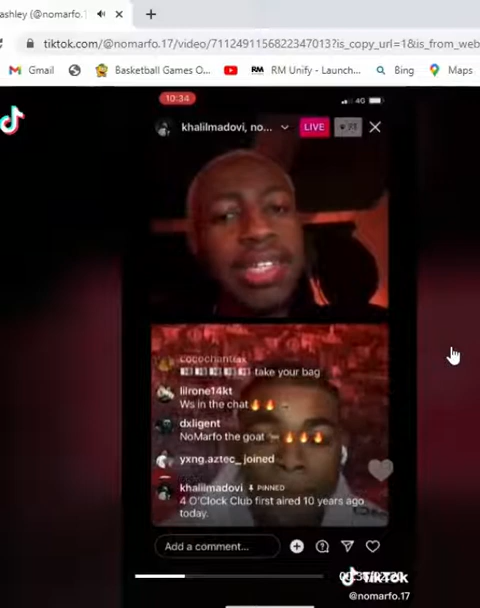 ashley (@nomarfo.1
tiktok.com/@nomarfo.17/video/7112491156822347013?is_copy_url=1&is_from_web
Gmail
Basketball Games O...
RM Unify - Launch...
Bing
Maps
10:34
4G
khalilmadovi, no...
LIVE
cocochantelx
take your bag
lilrone14kt
Ws in the chat 🔥🔥
dxligent
NoMarfo the goat 🔥🔥🔥
yxng.aztec_ joined
khalilmadovi PINNED
4 O'Clock Club first aired 10 years ago
today.
Add a comment...
TikTok
@nomarfo.17